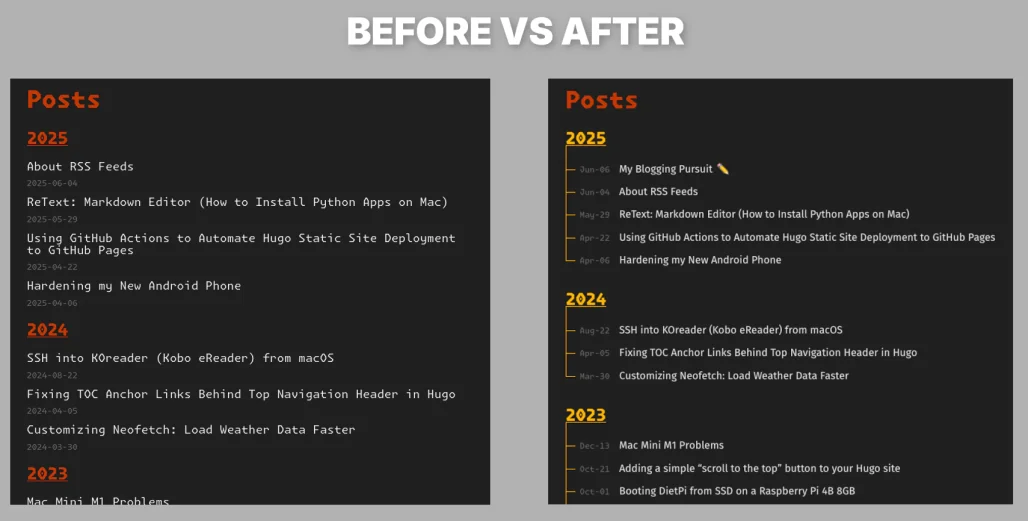 BEFORE VS AFTER
Posts
2025
About RSS Feeds
2025-06-04
ReText: Markdown Editor (How to Install Python Apps on Mac)
2025-05-29
Using GitHub Actions to Automate Hugo Static Site Deployment
to GitHub Pages
2025-04-22
Hardening my New Android Phone
2025-04-06
2024
SSH into KOreader (Kobo eReader) from macOS
2024-08-22
Fixing TOC Anchor Links Behind Top Navigation Header in Hugo
2024-04-05
Customizing Neofetch: Load Weather Data Faster
2024-03-30
2023
Mac Mini M1 Problems
Posts
2025
Jun-06 My Blogging Pursuit ✏️
Jun-04 About RSS Feeds
May-29 ReText: Markdown Editor (How to Install Python Apps on Mac)
Apr-22 Using GitHub Actions to Automate Hugo Static Site Deployment to GitHub Pages
Apr-06 Hardening my New Android Phone
2024
Aug-22 SSH into KOreader (Kobo eReader) from macOS
Apr-05 Fixing TOC Anchor Links Behind Top Navigation Header in Hugo
Mar-30 Customizing Neofetch: Load Weather Data Faster
2023
Dec-13 Mac Mini M1 Problems
Oct-21 Adding a simple “scroll to the top” button to your Hugo site
Oct-01 Booting DietPi from SSD on a Raspberry Pi 4B 8GB